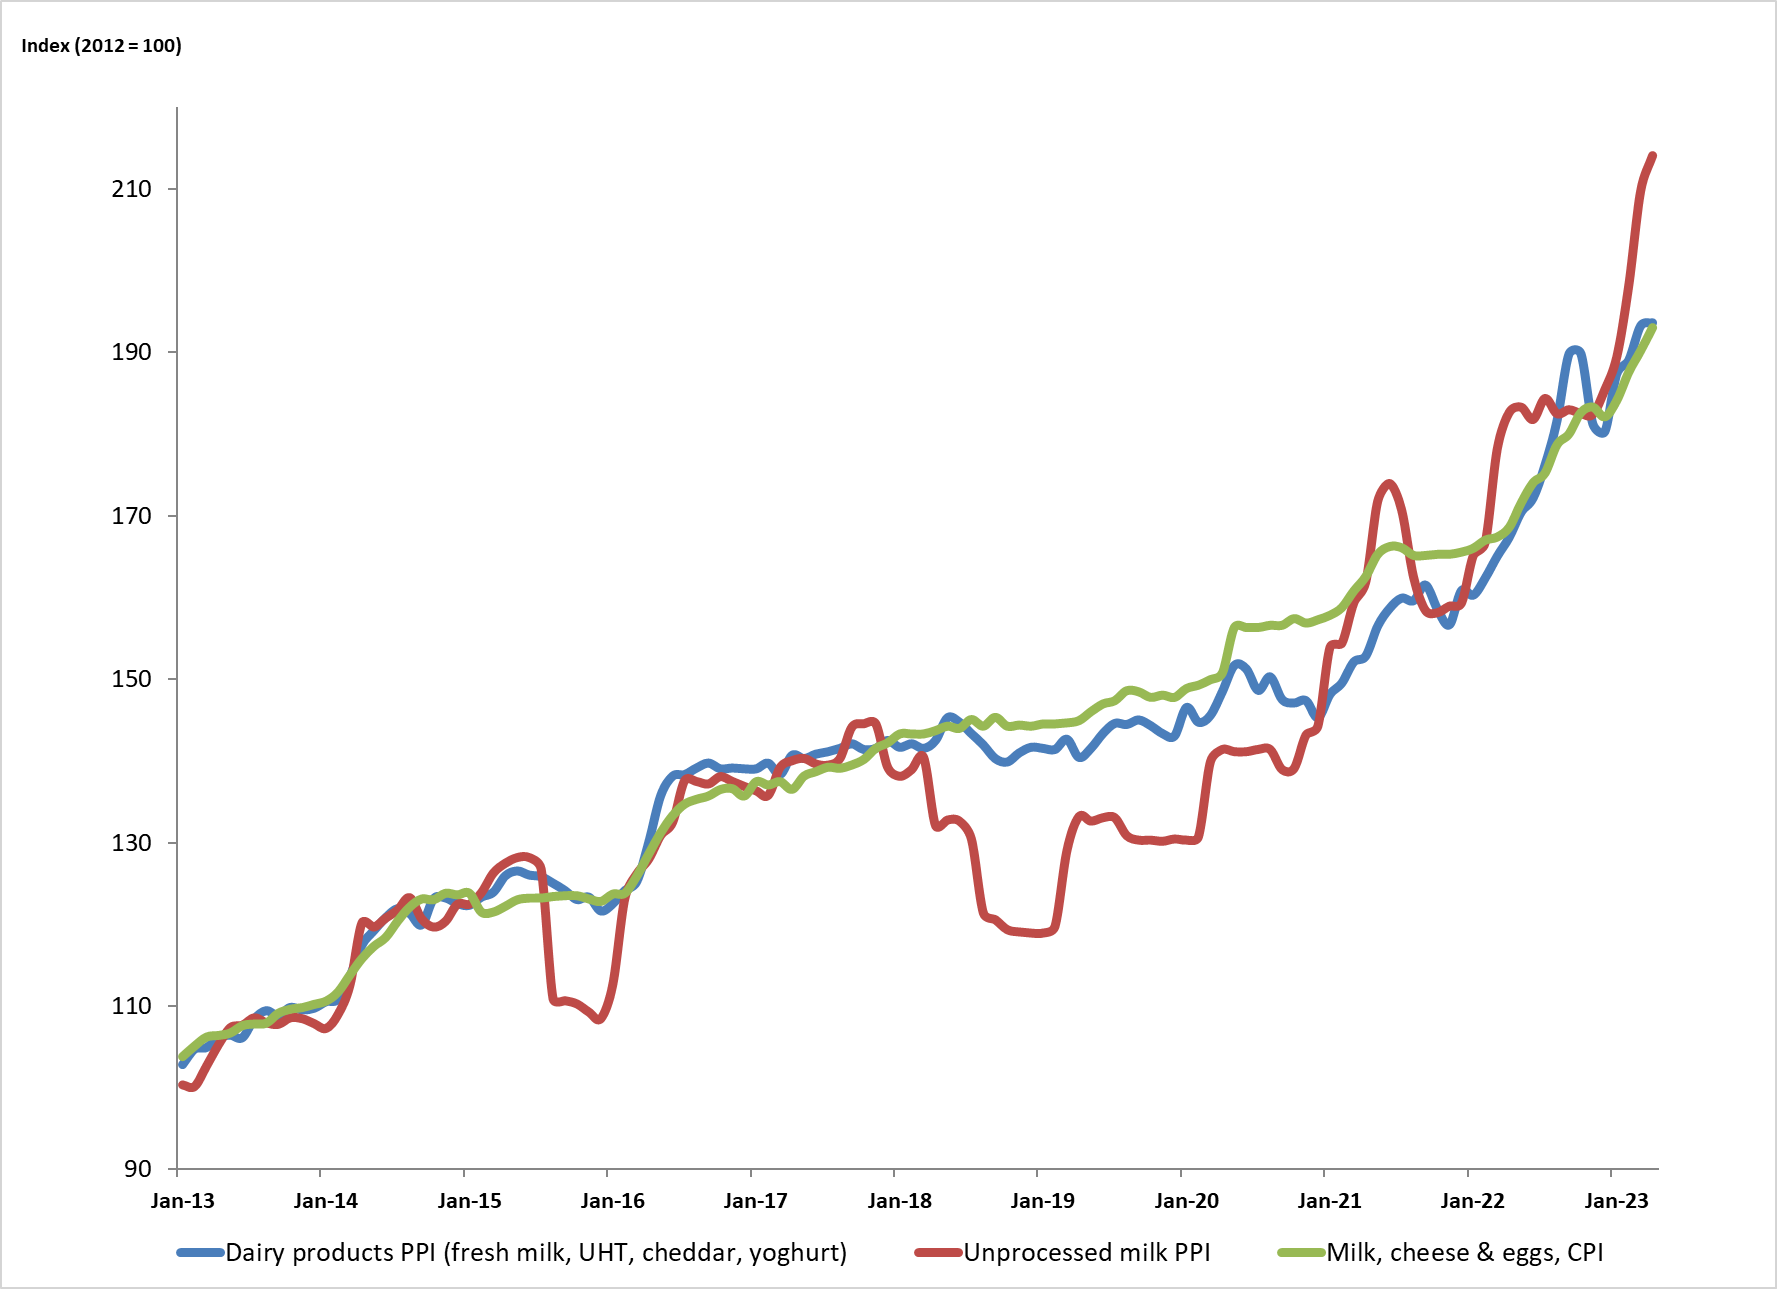 Index (2012 = 100)
210
190
170
150
130
110
90
Jan-13 Jan-14 Jan-15 Jan-16 Jan-17 Jan-18 Jan-19 Jan-20 Jan-21 Jan-22 Jan-23
Dairy products PPI (fresh milk, UHT, cheddar, yoghurt) Unprocessed milk PPI Milk, cheese & eggs, CPI